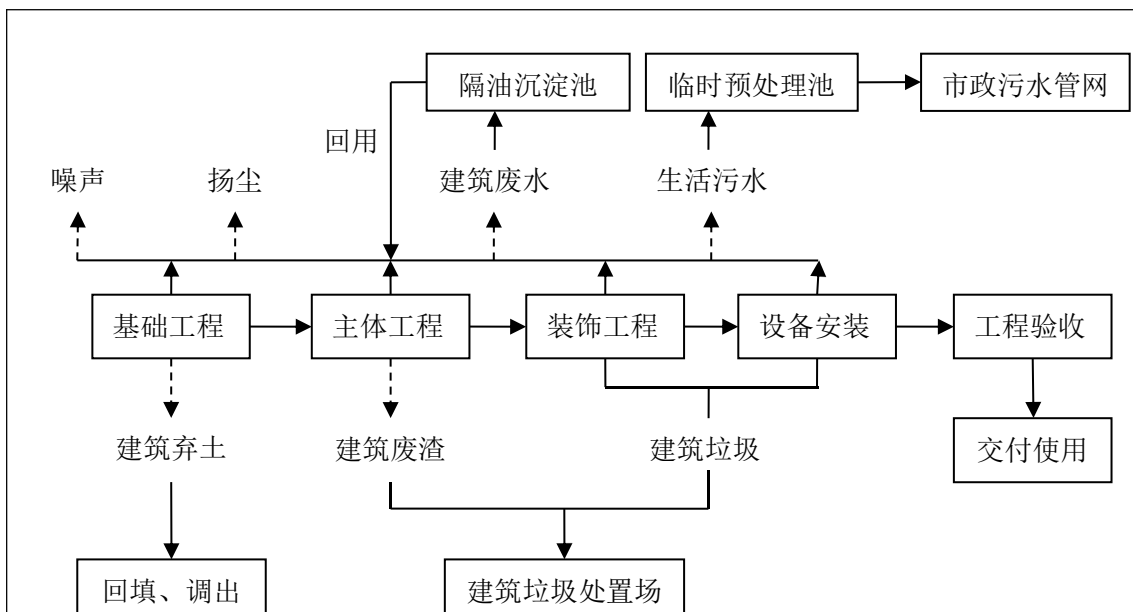 隔油沉淀池
临时预处理池
市政污水管网
回用
噪声
扬尘
建筑废水
生活污水
基础工程
主体工程
装饰工程
设备安装
工程验收
建筑弃土
建筑废渣
建筑垃圾
交付使用
回填、调出
建筑垃圾处置场